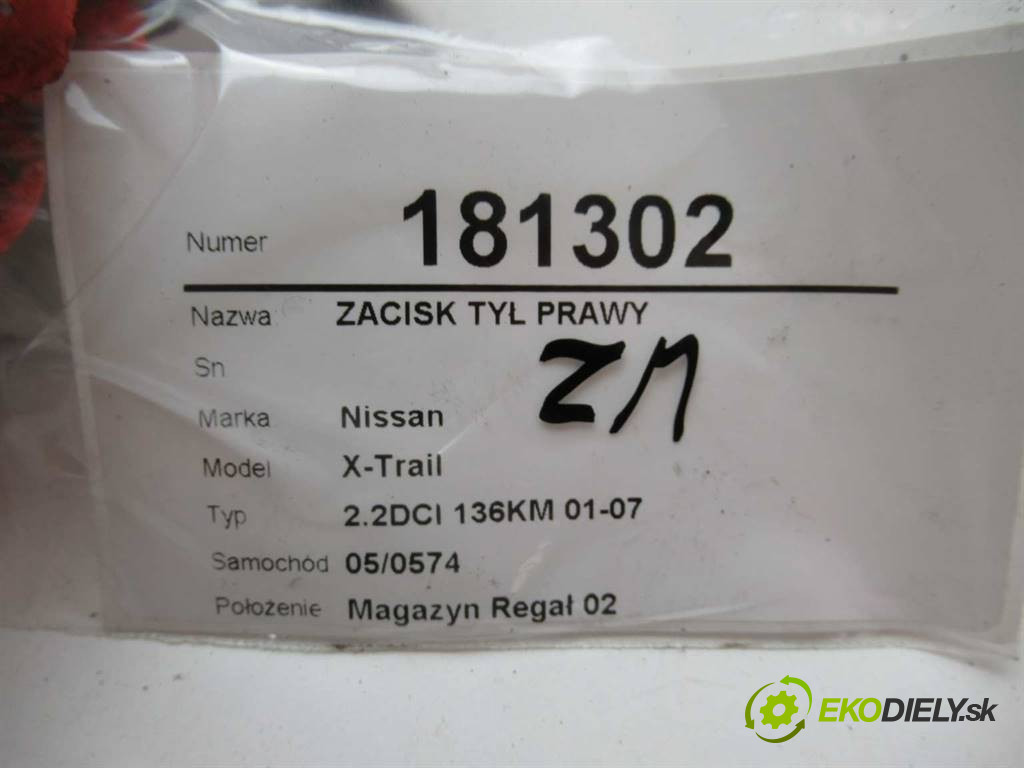 Numer 181302
Nazwa ZACISK TYŁ PRAWY
Sn
Marka Nissan
Model X-Trail
Typ 2.2DCI 136KM 01-07
Samochód 05/0574
Położenie Magazyn Regał 02
EKODIELY.sk